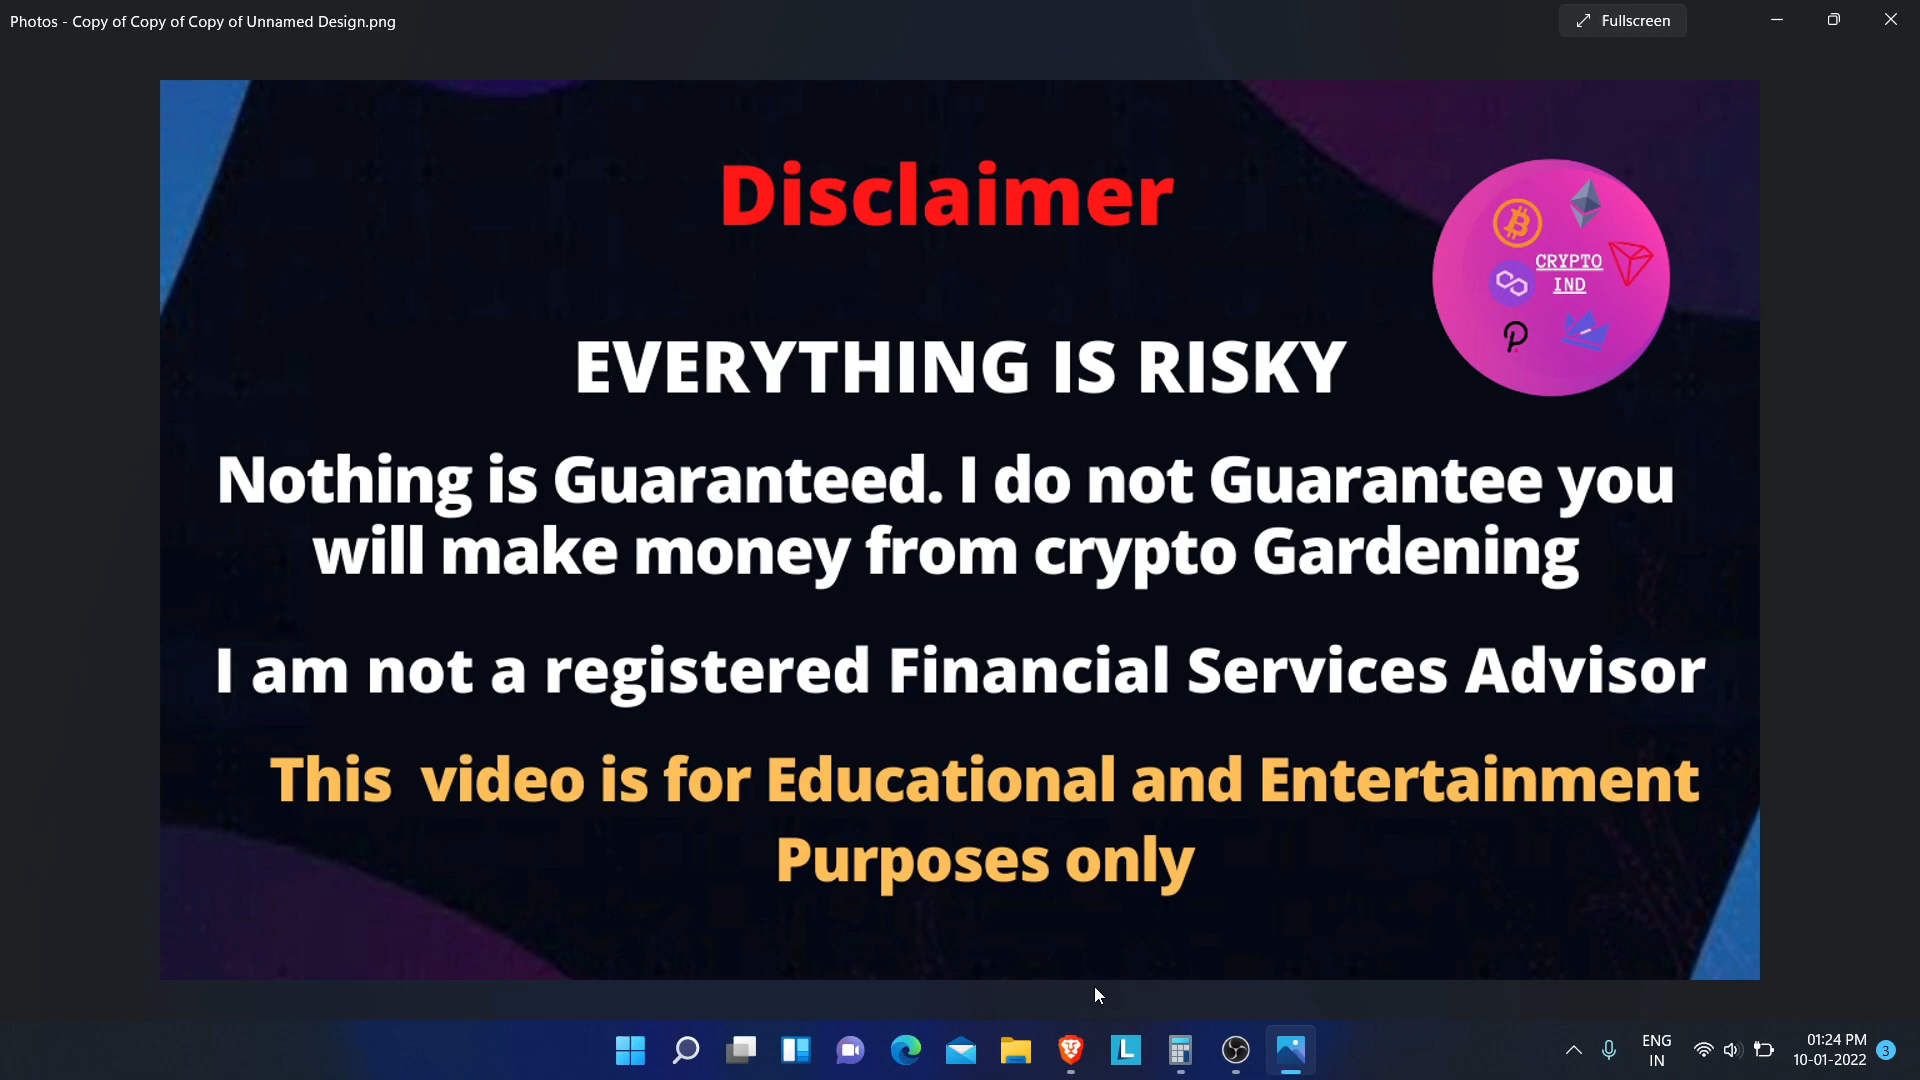 Photos - Copy of Copy of Copy of Unnamed Design.png
Fullscreen
Disclaimer
CRYPTO
IND
EVERYTHING IS RISKY
Nothing is Guaranteed. I do not Guarantee you
will make money from crypto Gardening
I am not a registered Financial Services Advisor
This  video is for Educational and Entertainment
Purposes only
ENG
IN
01:24 PM
10-01-2022
3